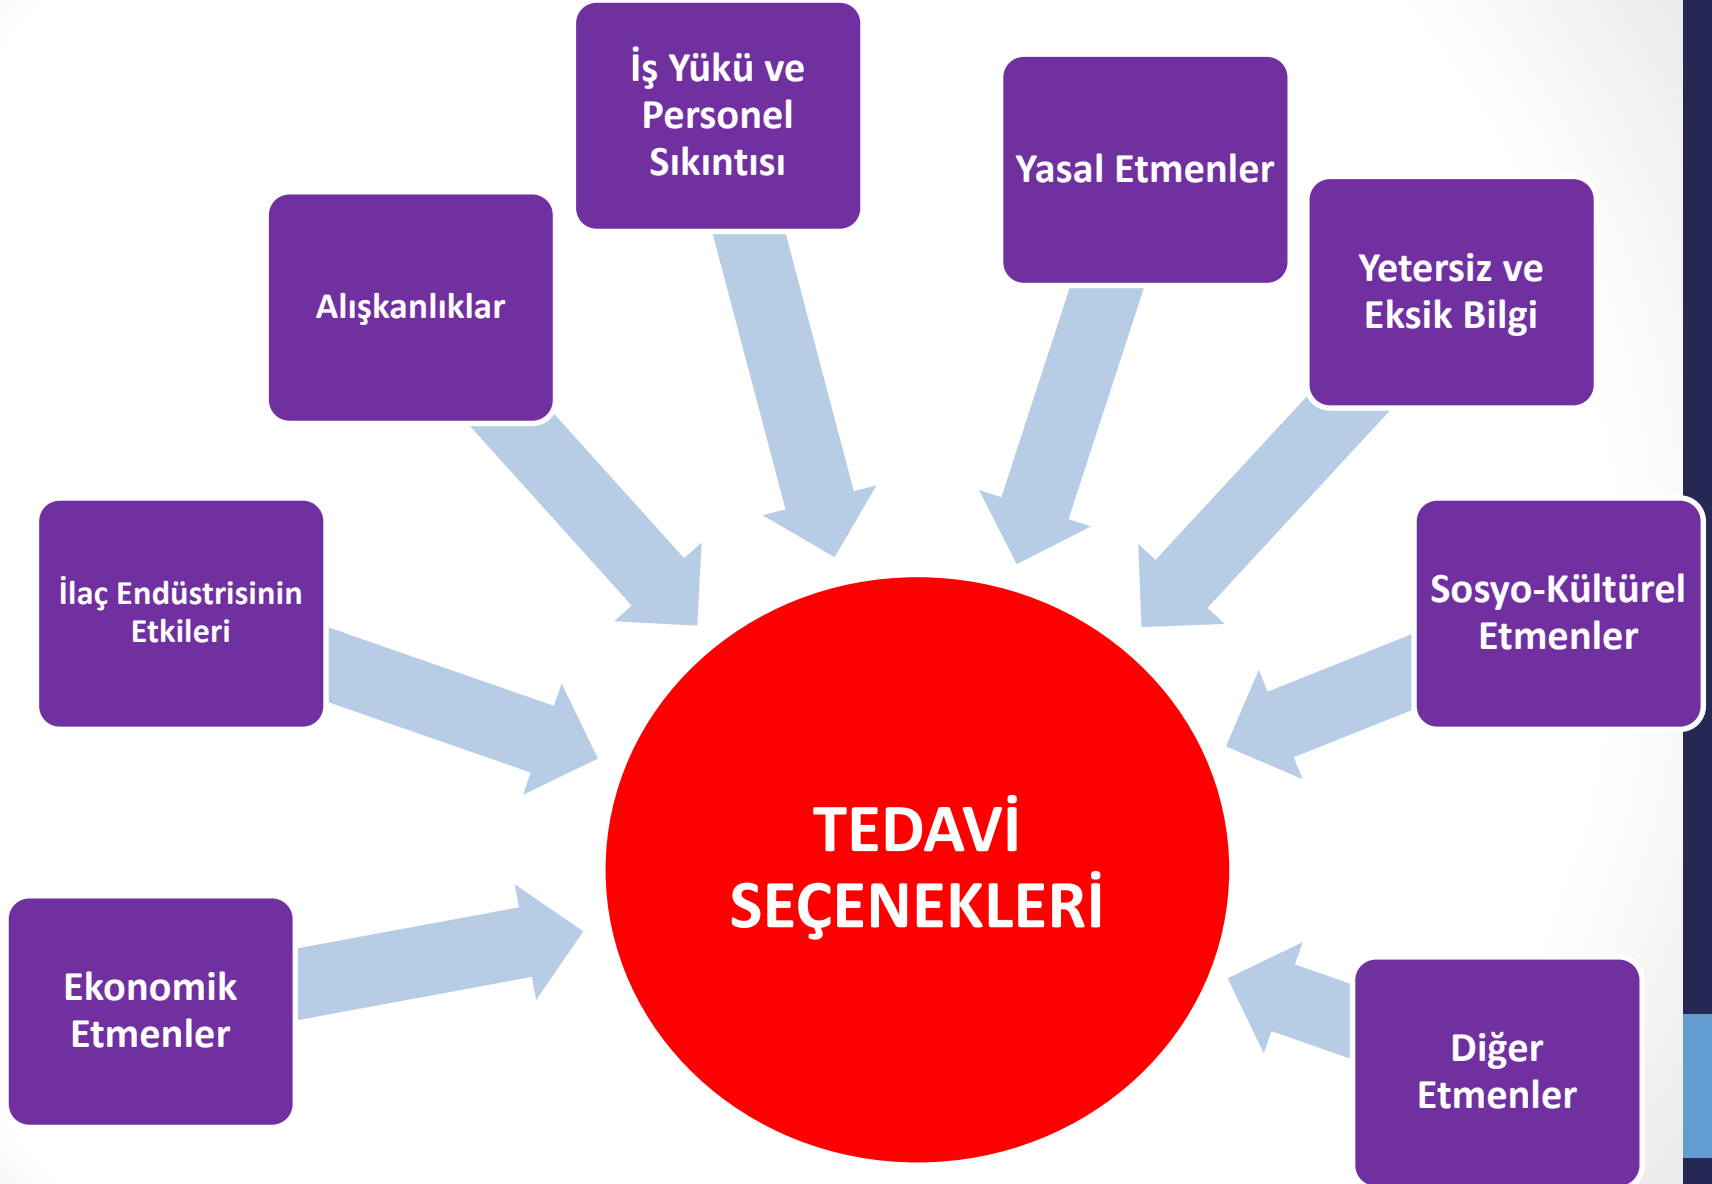 İş Yükü ve
Personel
Sıkıntısı
Yasal Etmenler
Alışkanlıklar
Yetersiz ve
Eksik Bilgi
İlaç Endüstrisinin
Etkileri
Sosyo-Kültürel
Etmenler
TEDAVİ
SEÇENEKLERİ
Ekonomik
Etmenler
Diğer
Etmenler